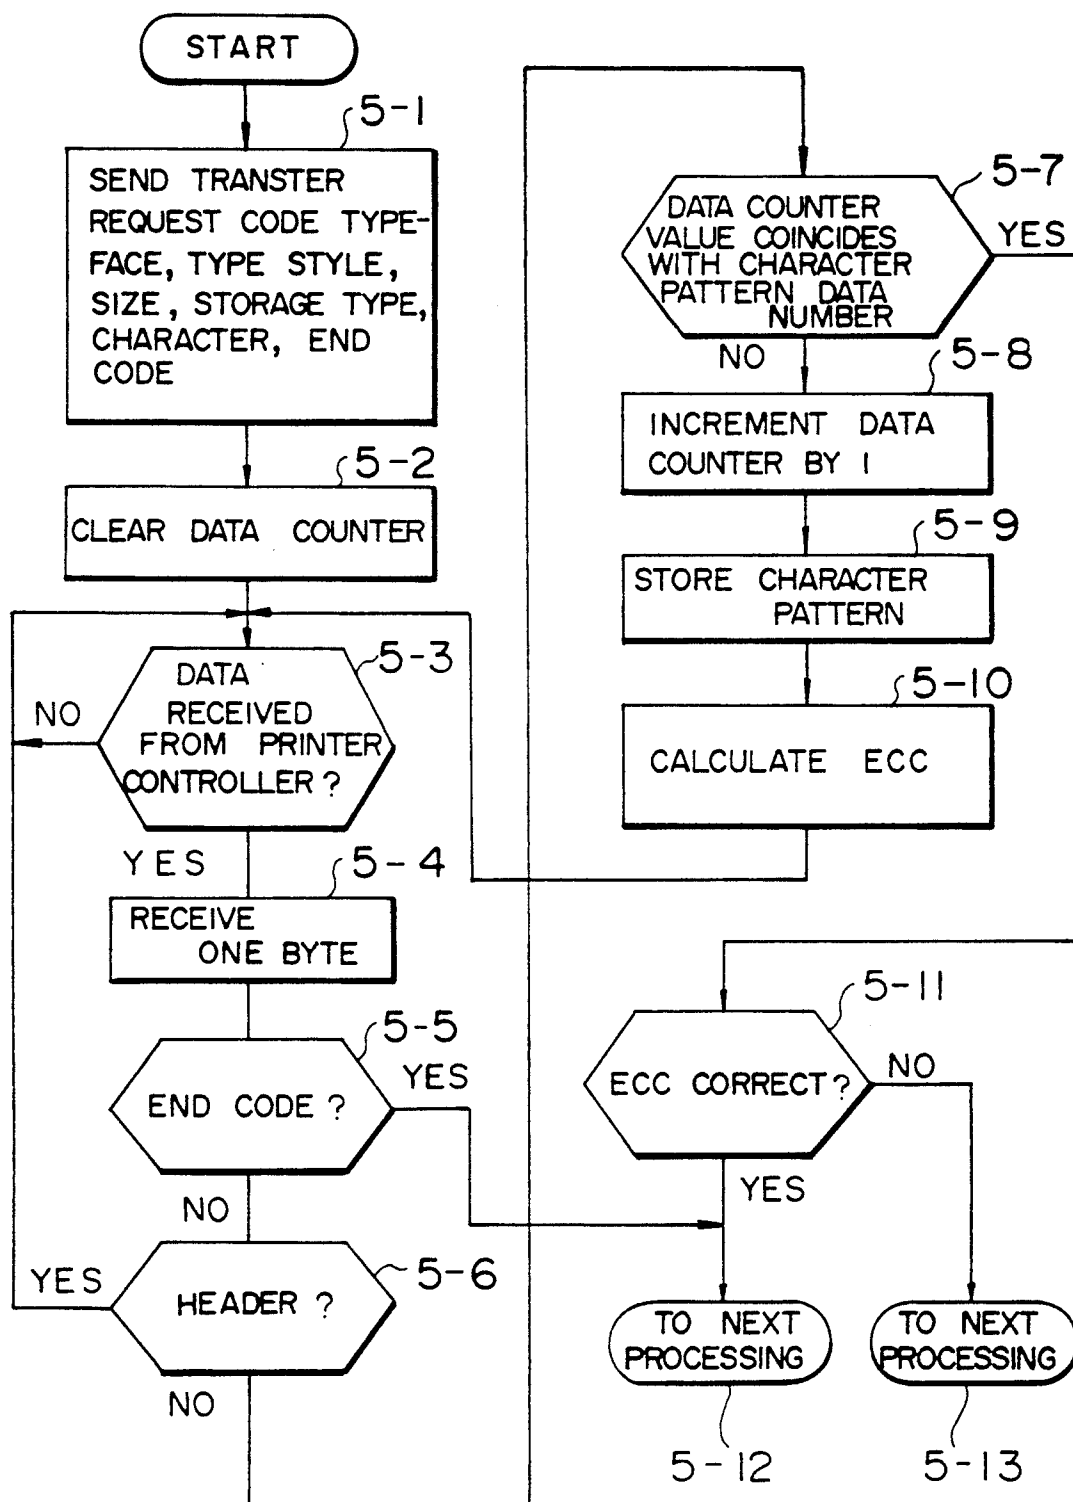 START
5-1
SEND TRANSTER
REQUEST CODE TYPE-
FACE, TYPE STYLE,
SIZE, STORAGE TYPE,
CHARACTER, END
CODE
5-2
CLEAR DATA COUNTER
5-3
DATA
RECEIVED
FROM PRINTER
CONTROLLER?
NO
YES
5-4
RECEIVE
ONE BYTE
5-5
END CODE?
YES
NO
5-6
HEADER?
YES
NO
5-7
DATA COUNTER
VALUE COINCIDES
WITH CHARACTER
PATTERN DATA
NUMBER
YES
NO
5-8
INCREMENT DATA
COUNTER BY 1
5-9
STORE CHARACTER
PATTERN
5-10
CALCULATE ECC
5-11
ECC CORRECT?
NO
YES
TO NEXT
PROCESSING
5-12
TO NEXT
PROCESSING
5-13